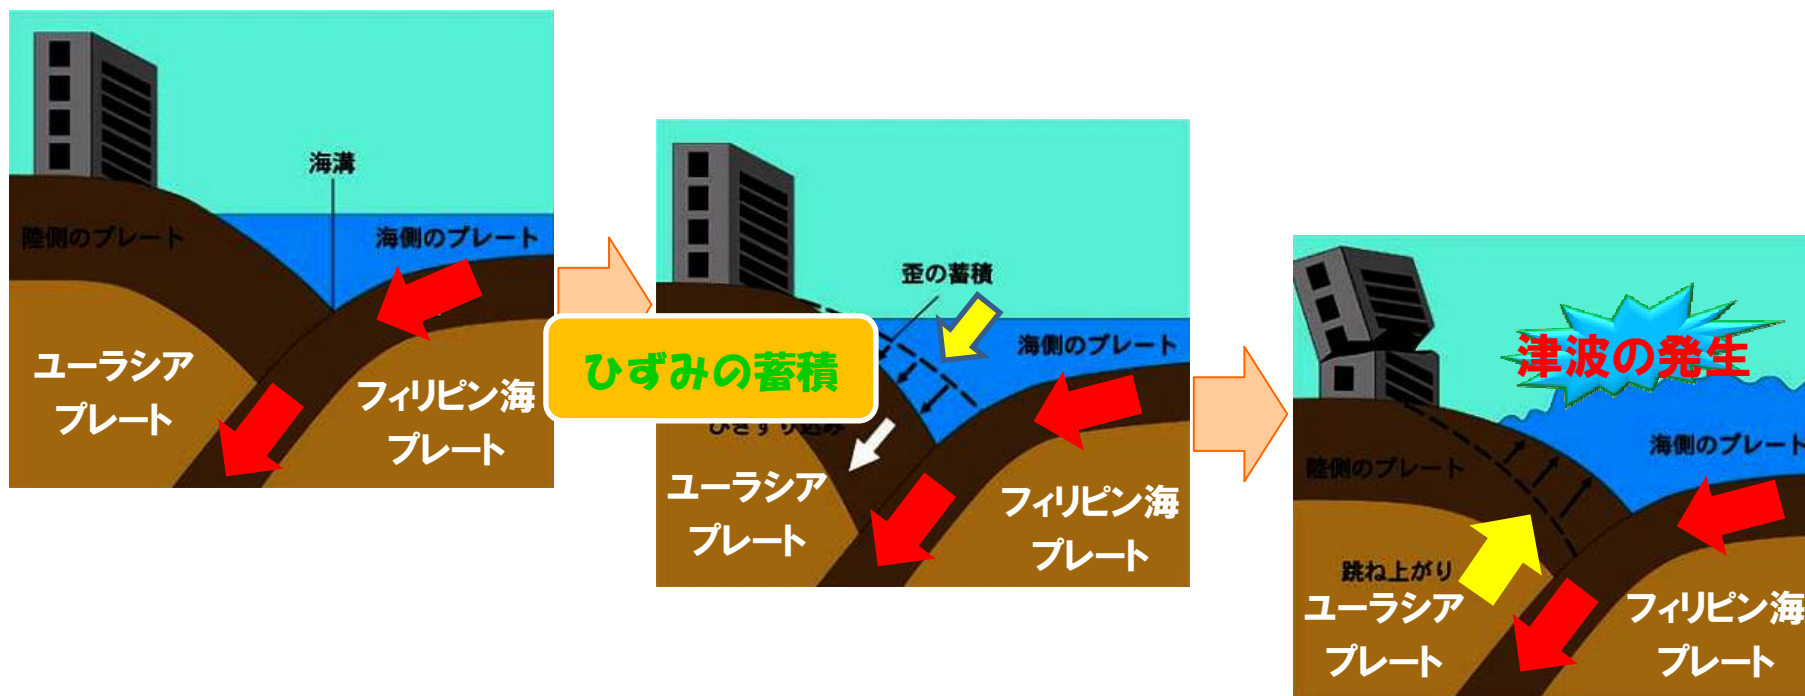 海溝
陸側のプレート
海側のプレート
ユーラシア
プレート
フィリピン海
プレート
歪の蓄積
海側のプレート
ひずみの蓄積
ひきずり込み
ユーラシア
プレート
フィリピン海
プレート
津波の発生
海側のプレート
陸側のプレート
跳ね上がり
ユーラシア
プレート
フィリピン海
プレート